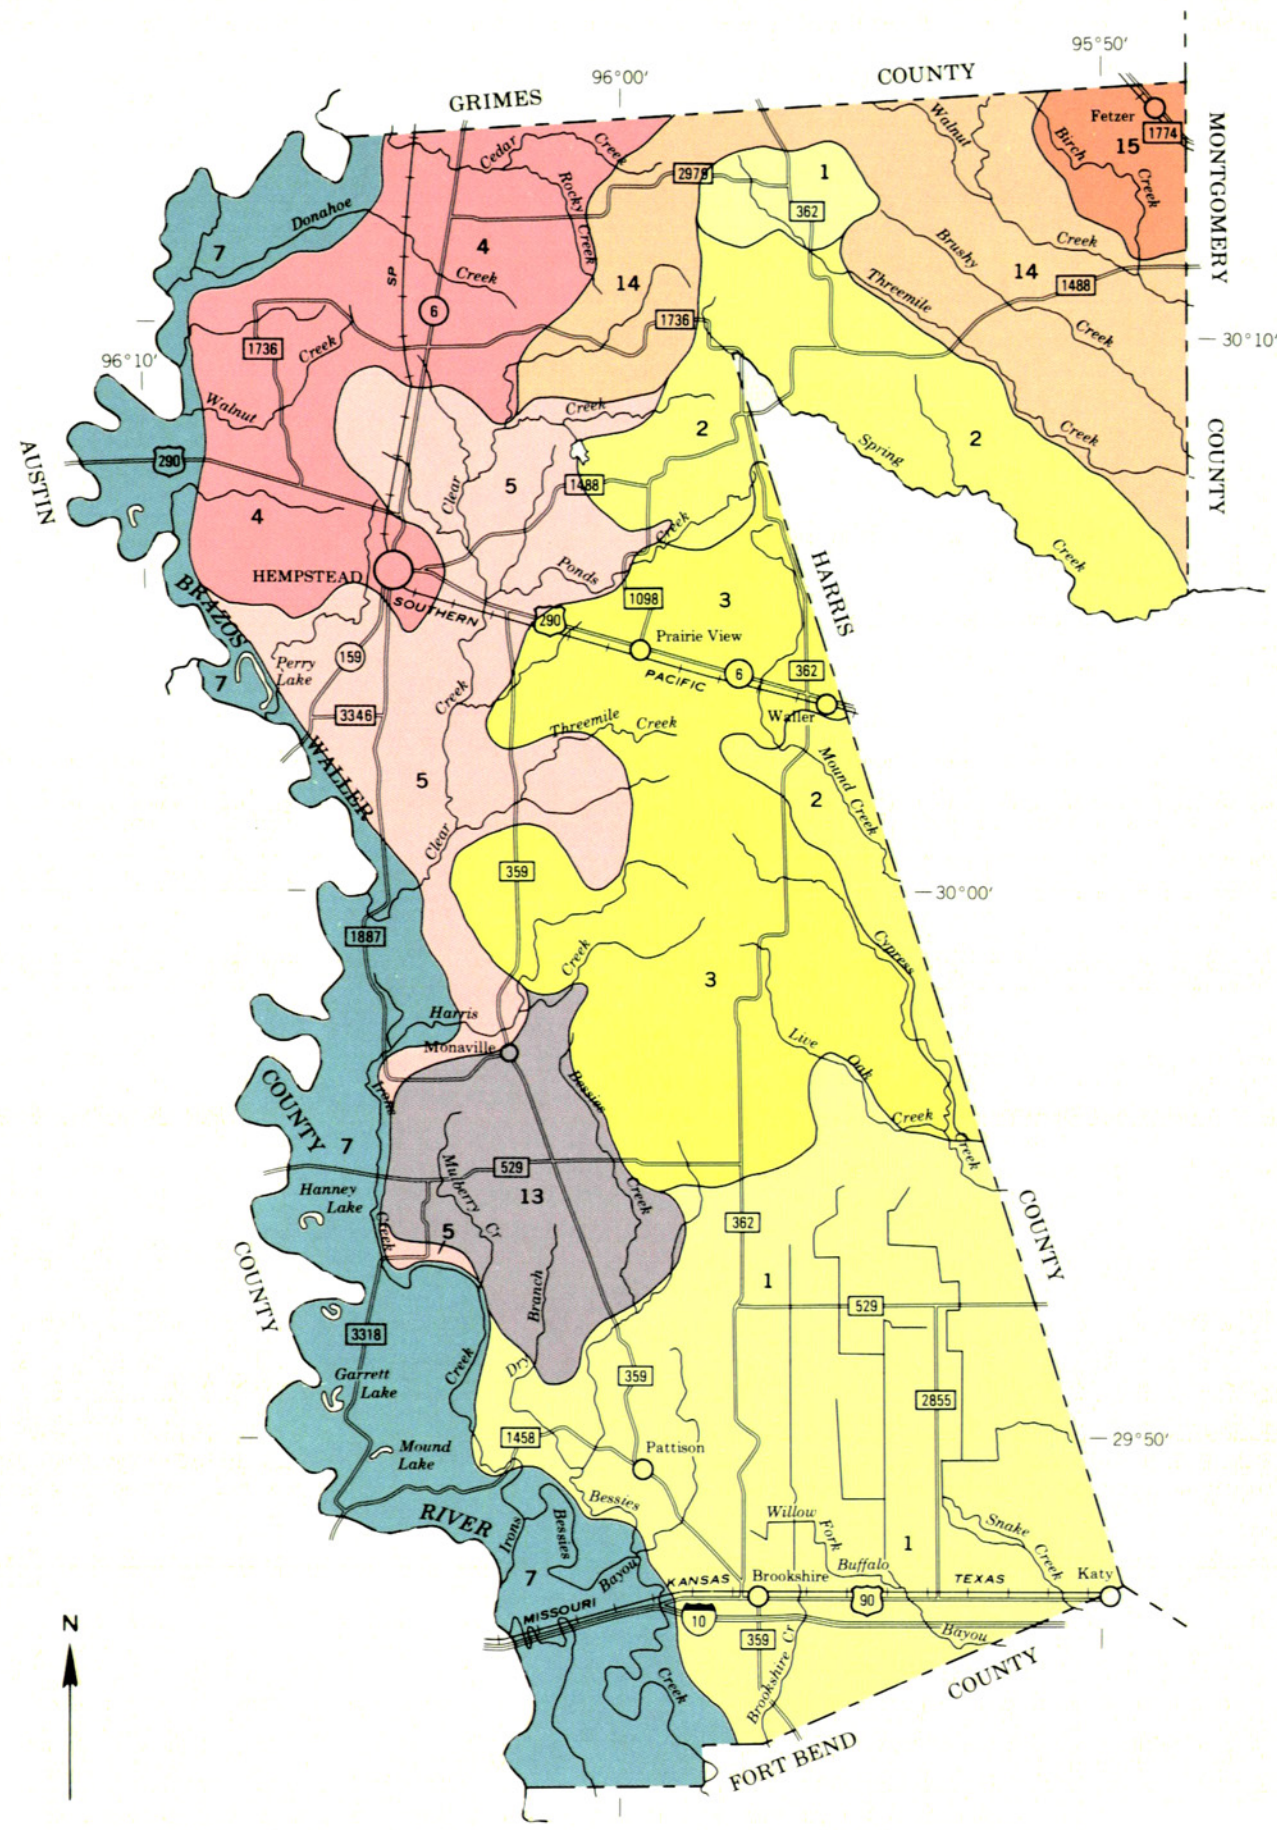 95°50′
96°00′
GRIMES
COUNTY
Fetzer
1774
15
Birch
Creek
MONTGOMERY
COUNTY
Cedar
Creek
Rocky
Creek
2978
1
362
Walnut
Creek
14
Brushy
Creek
1488
Threemile
Creek
7
Donahoe
Creek
4
SP
6
14
1736
30°10′
96°10′
1736
Creek
Walnut
Creek
2
2
Spring
Creek
AUSTIN
290
5
1488
Clear
4
Creek
HEMPSTEAD
SOUTHERN
Ponds
1098
3
HARRIS
BRAZOS
290
Prairie View
159
Perry
Lake
7
PACIFIC
6
362
Waller
3346
Creek
Threemile
Creek
WALLER
5
Mound Creek
2
Clear
359
30°00′
1887
Creek
3
Cypress
Harris
Monaville
Live
Oak
Creek
Creek
COUNTY
Irons
Bessies
7
529
Mulberry
Cr
13
Creek
Hanney
Lake
Creek
5
362
COUNTY
COUNTY
1
Branch
529
3318
Creek
Dry
Garrett
Lake
359
2855
Mound
Lake
1458
Pattison
29°50′
RIVER
Bessies
Irons
Bessies
Bayou
Willow
Fork
Buffalo
1
Snake
Creek
7
KANSAS
Brookshire
TEXAS
Katy
90
MISSOURI
10
359
Bayou
N
Creek
Brookshire Cr
COUNTY
FORT BEND